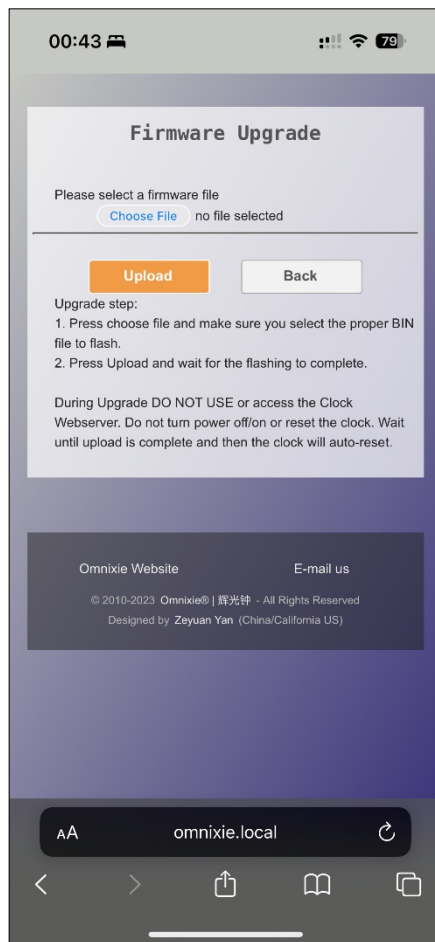 00:43
79
Firmware Upgrade
Please select a firmware file
Choose File no file selected
Upload Back
Upgrade step:
1. Press choose file and make sure you select the proper BIN
file to flash.
2. Press Upload and wait for the flashing to complete.
During Upgrade DO NOT USE or access the Clock
Webserver. Do not turn power off/on or reset the clock. Wait
until upload is complete and then the clock will auto-reset.
Omnixie Website E-mail us
© 2010-2023 Omnixie® | 辉光钟 - All Rights Reserved
Designed by Zeyuan Yan (China/California US)
AA omnixie.local